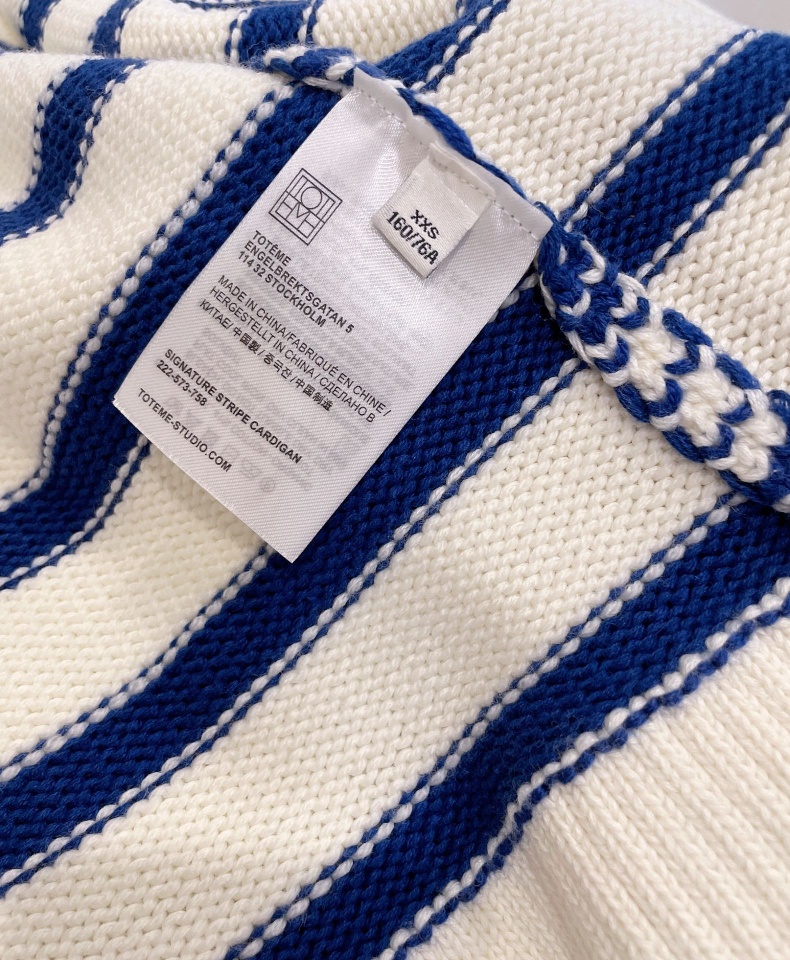 TOTÊME
XXS
160/76A
TOTÊME
ENGELBREKTSGATAN 5
114 32 STOCKHOLM
MADE IN CHINA/FABRIQUÉ EN CHINE /
HERGESTELLT IN CHINA / СДЕЛАНО В
КИТАЕ/ 中国製 / 중국진 /中国制造
SIGNATURE STRIPE CARDIGAN
222-573-758
TOTEME-STUDIO.COM